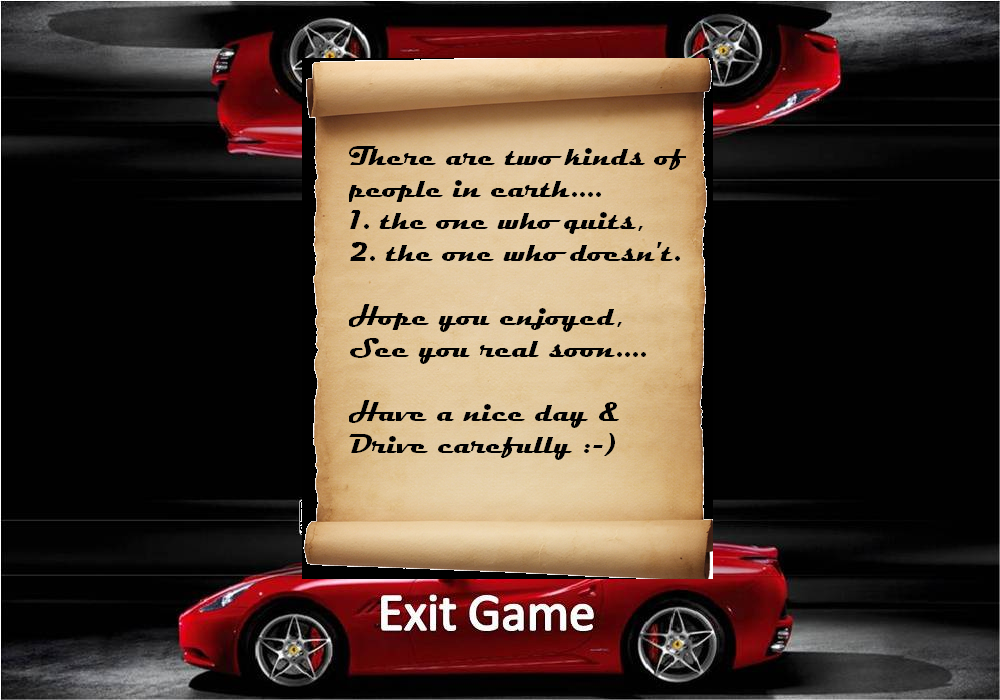 There are two kinds of
people in earth....
1. the one who quits,
2. the one who doesn't.
Hope you enjoyed,
See you real soon....
Have a nice day &
Drive carefully :-)
Exit Game